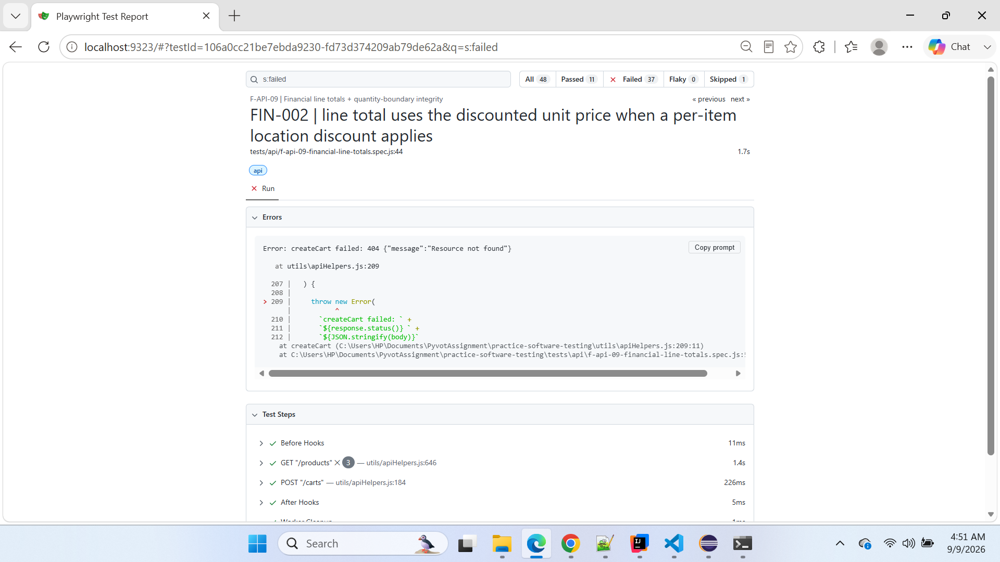 Playwright Test Report
localhost:9323/#?testId=106a0cc21be7ebda9230-fd73d374209ab79de62a&q=s:failed
Chat
s:failed
All 48 Passed 11 Failed 37 Flaky 0 Skipped 1
F-API-09 | Financial line totals + quantity-boundary integrity
« previous next »
FIN-002 | line total uses the discounted unit price when a per-item
location discount applies
tests/api/f-api-09-financial-line-totals.spec.js:44
1.7s
api
Run
Errors
Error: createCart failed: 404 {"message":"Resource not found"}
Copy prompt
at utils\apiHelpers.js:209
207 | ) {
208 |
> 209 | throw new Error(
| ^
210 | `createCart failed: ` +
211 | `${response.status()} ` +
212 | `${JSON.stringify(body)}`
at createCart (C:\Users\HP\Documents\PyvotAssignment\practice-software-testing\utils\apiHelpers.js:209:11)
at C:\Users\HP\Documents\PyvotAssignment\practice-software-testing\tests\api\f-api-09-financial-line-totals.spec.js:
Test Steps
Before Hooks 11ms
GET "/products" 3 — utils/apiHelpers.js:646 1.4s
POST "/carts" — utils/apiHelpers.js:184 226ms
After Hooks 5ms
Worker Cleanup 1ms
Search
4:51 AM
9/9/2026